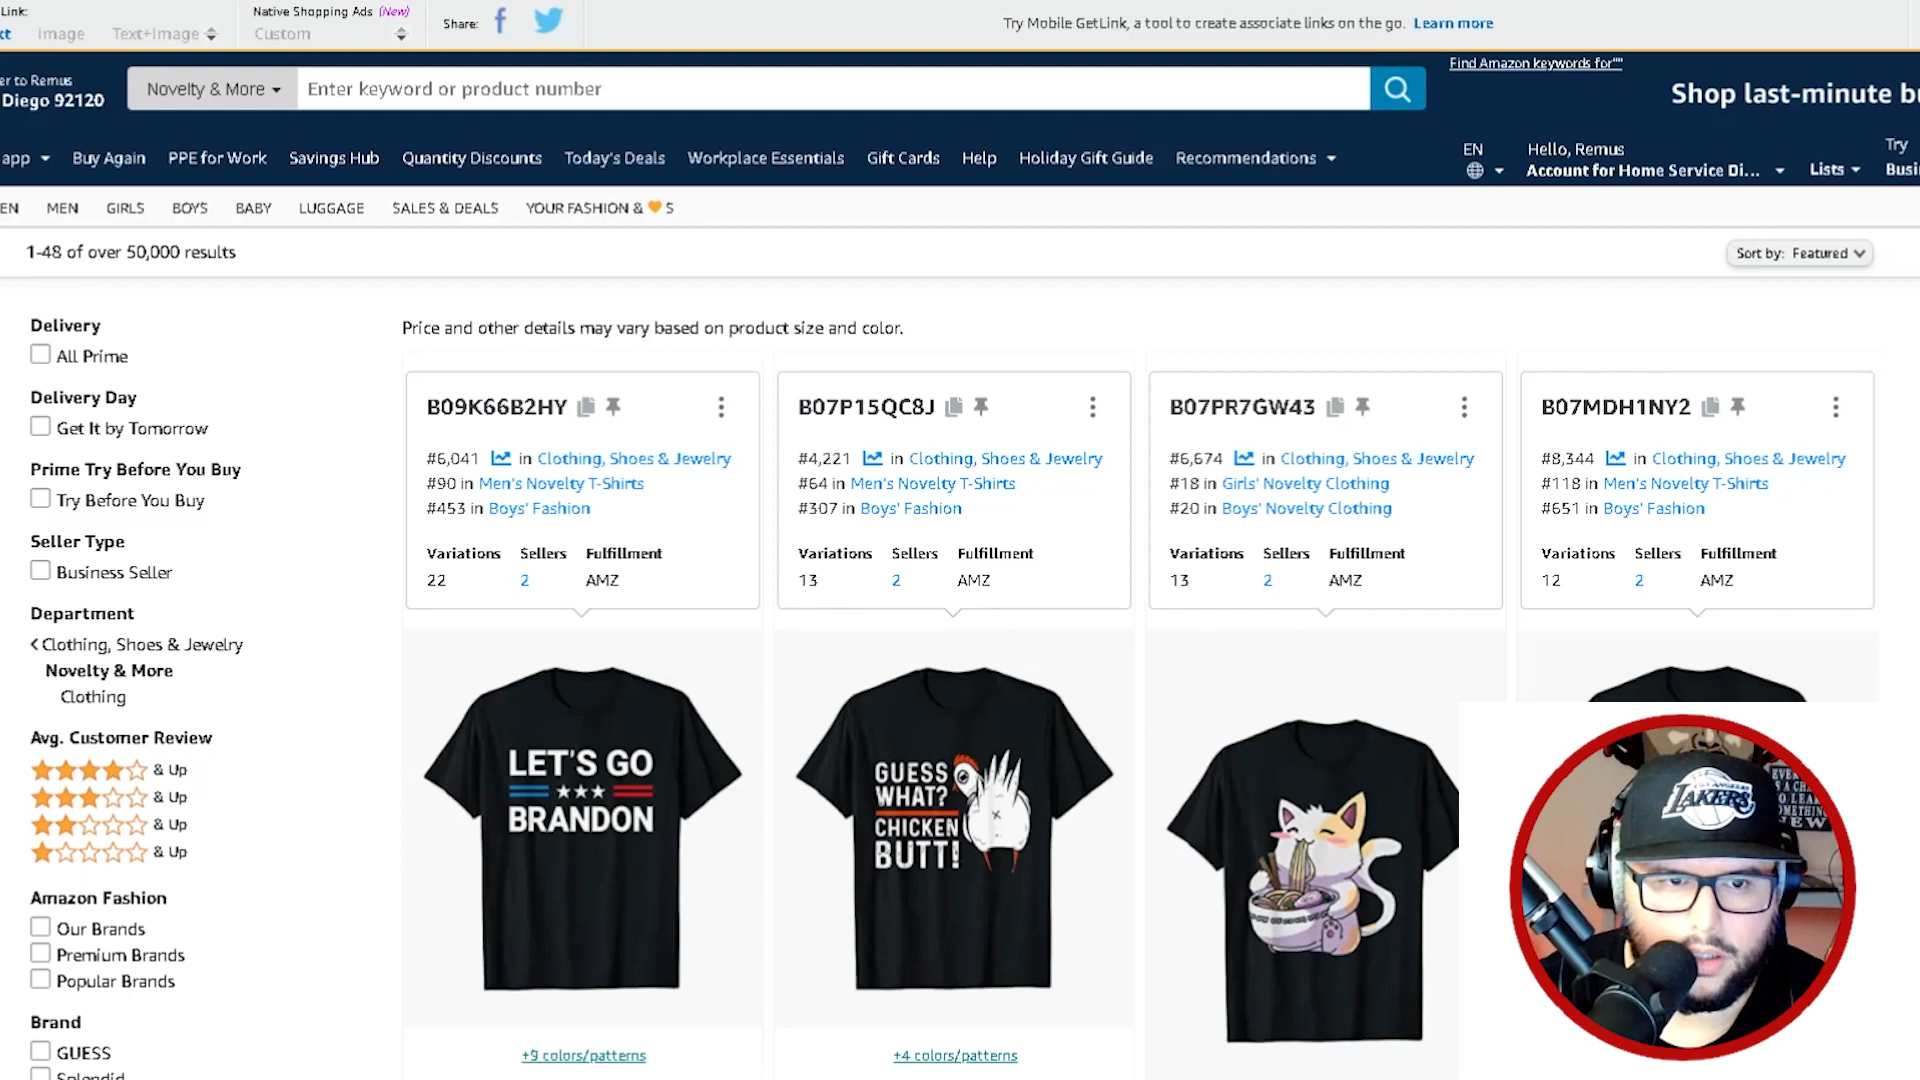 Link:
Native Shopping Ads (New)
Share:
Try Mobile GetLink, a tool to create associate links on the go. Learn more
Image
Text+Image
Custom
er to Remus
Diego 92120
Novelty & More
Enter keyword or product number
Find Amazon keywords for""
Shop last-minute
app
Buy Again
PPE for Work
Savings Hub
Quantity Discounts
Today's Deals
Workplace Essentials
Gift Cards
Help
Holiday Gift Guide
Recommendations
EN
Hello, Remus
Account for Home Service Di...
Lists
Try
Busi
EN
MEN
GIRLS
BOYS
BABY
LUGGAGE
SALES & DEALS
YOUR FASHION & 🧡 S
1-48 of over 50,000 results
Sort by: Featured
Delivery
All Prime
Delivery Day
Get It by Tomorrow
Prime Try Before You Buy
Try Before You Buy
Seller Type
Business Seller
Department
Clothing, Shoes & Jewelry
Novelty & More
Clothing
Avg. Customer Review
& Up
& Up
& Up
& Up
Amazon Fashion
Our Brands
Premium Brands
Popular Brands
Brand
GUESS
Splendid
Price and other details may vary based on product size and color.
B09K66B2HY
#6,041 in Clothing, Shoes & Jewelry
#90 in Men's Novelty T-Shirts
#453 in Boys' Fashion
Variations Sellers Fulfillment
22 2 AMZ
LET'S GO
BRANDON
+9 colors/patterns
B07P15QC8J
#4,221 in Clothing, Shoes & Jewelry
#64 in Men's Novelty T-Shirts
#307 in Boys' Fashion
Variations Sellers Fulfillment
13 2 AMZ
GUESS
WHAT?
CHICKEN
BUTT!
+4 colors/patterns
B07PR7GW43
#6,674 in Clothing, Shoes & Jewelry
#18 in Girls' Novelty Clothing
#20 in Boys' Novelty Clothing
Variations Sellers Fulfillment
13 2 AMZ
B07MDH1NY2
#8,344 in Clothing, Shoes & Jewelry
#118 in Men's Novelty T-Shirts
#651 in Boys' Fashion
Variations Sellers Fulfillment
12 2 AMZ
LAKERS